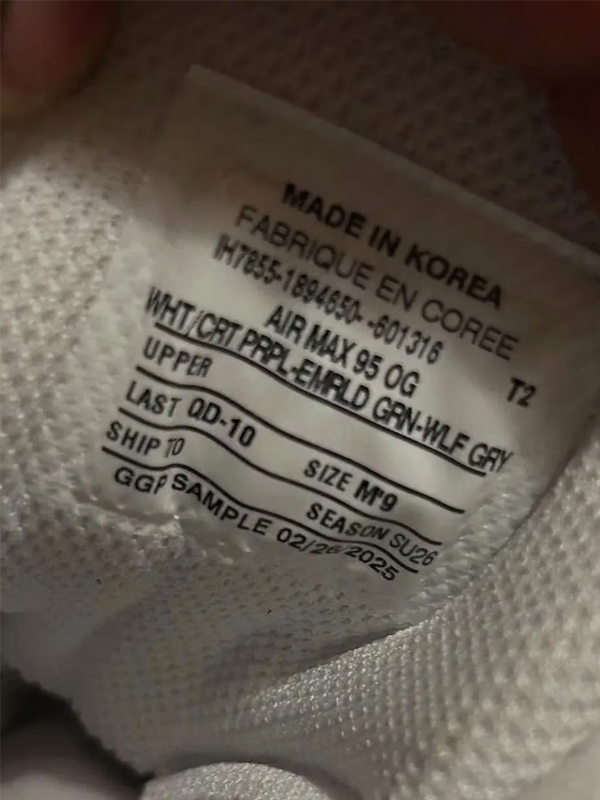 MADE IN KOREA
FABRIQUE EN COREE
IH7855-1894650- -601316
AIR MAX 95 OG T2
WHT/CRT PRPL-EMRLD GRN-WLF GRY
UPPER
LAST QD-10 SIZE M'9
SHIP TO SEASON SU26
GGP SAMPLE 02/26/2025